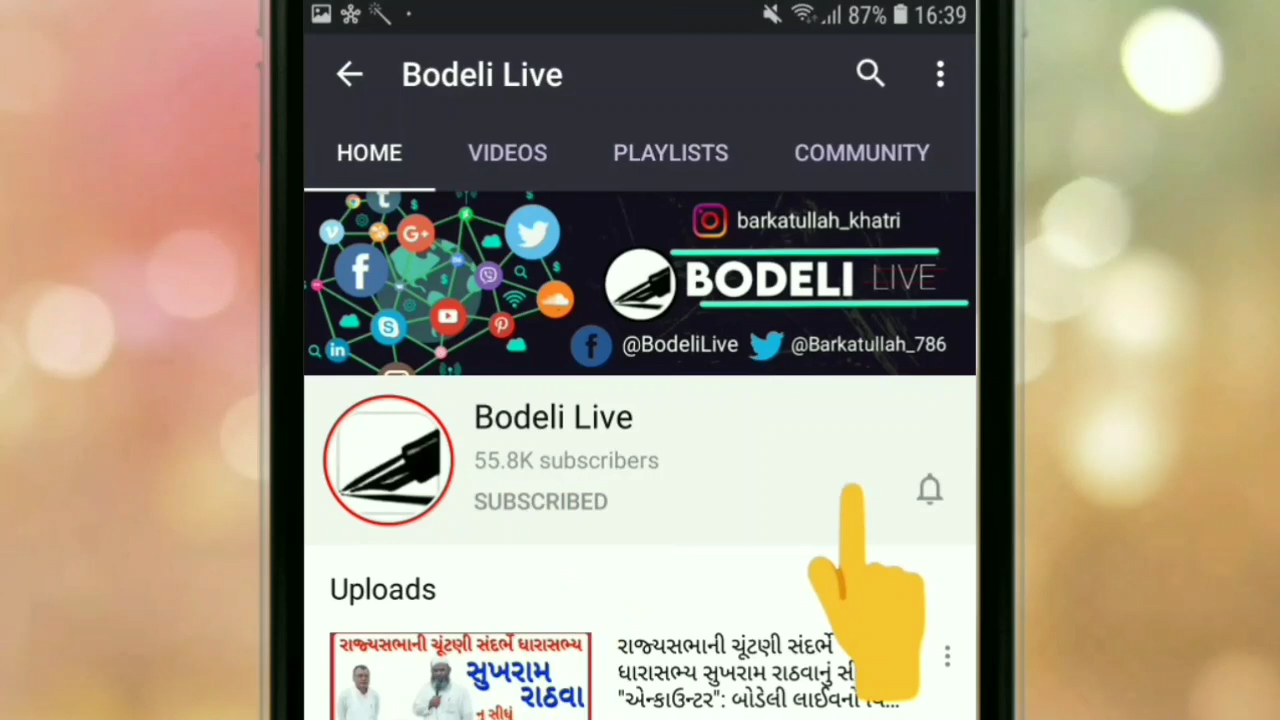 87% 16:39
Bodeli Live
HOME VIDEOS PLAYLISTS COMMUNITY
barkatullah_khatri
BODELI LIVE
@BodeliLive @Barkatullah_786
Bodeli Live
55.8K subscribers
SUBSCRIBED
Uploads
રાજ્યસભાની ચૂંટણી સંદર્ભે ધારાસભ્ય
સુખરામ
રાઠવા
નુ સીધું
રાજ્યસભાની ચૂંટણી સંદર્ભે
ધારાસભ્ય સુખરામ રાઠવાનું સી
"એન્કાઉન્ટર": બોડેલી લાઈવનો વિ...